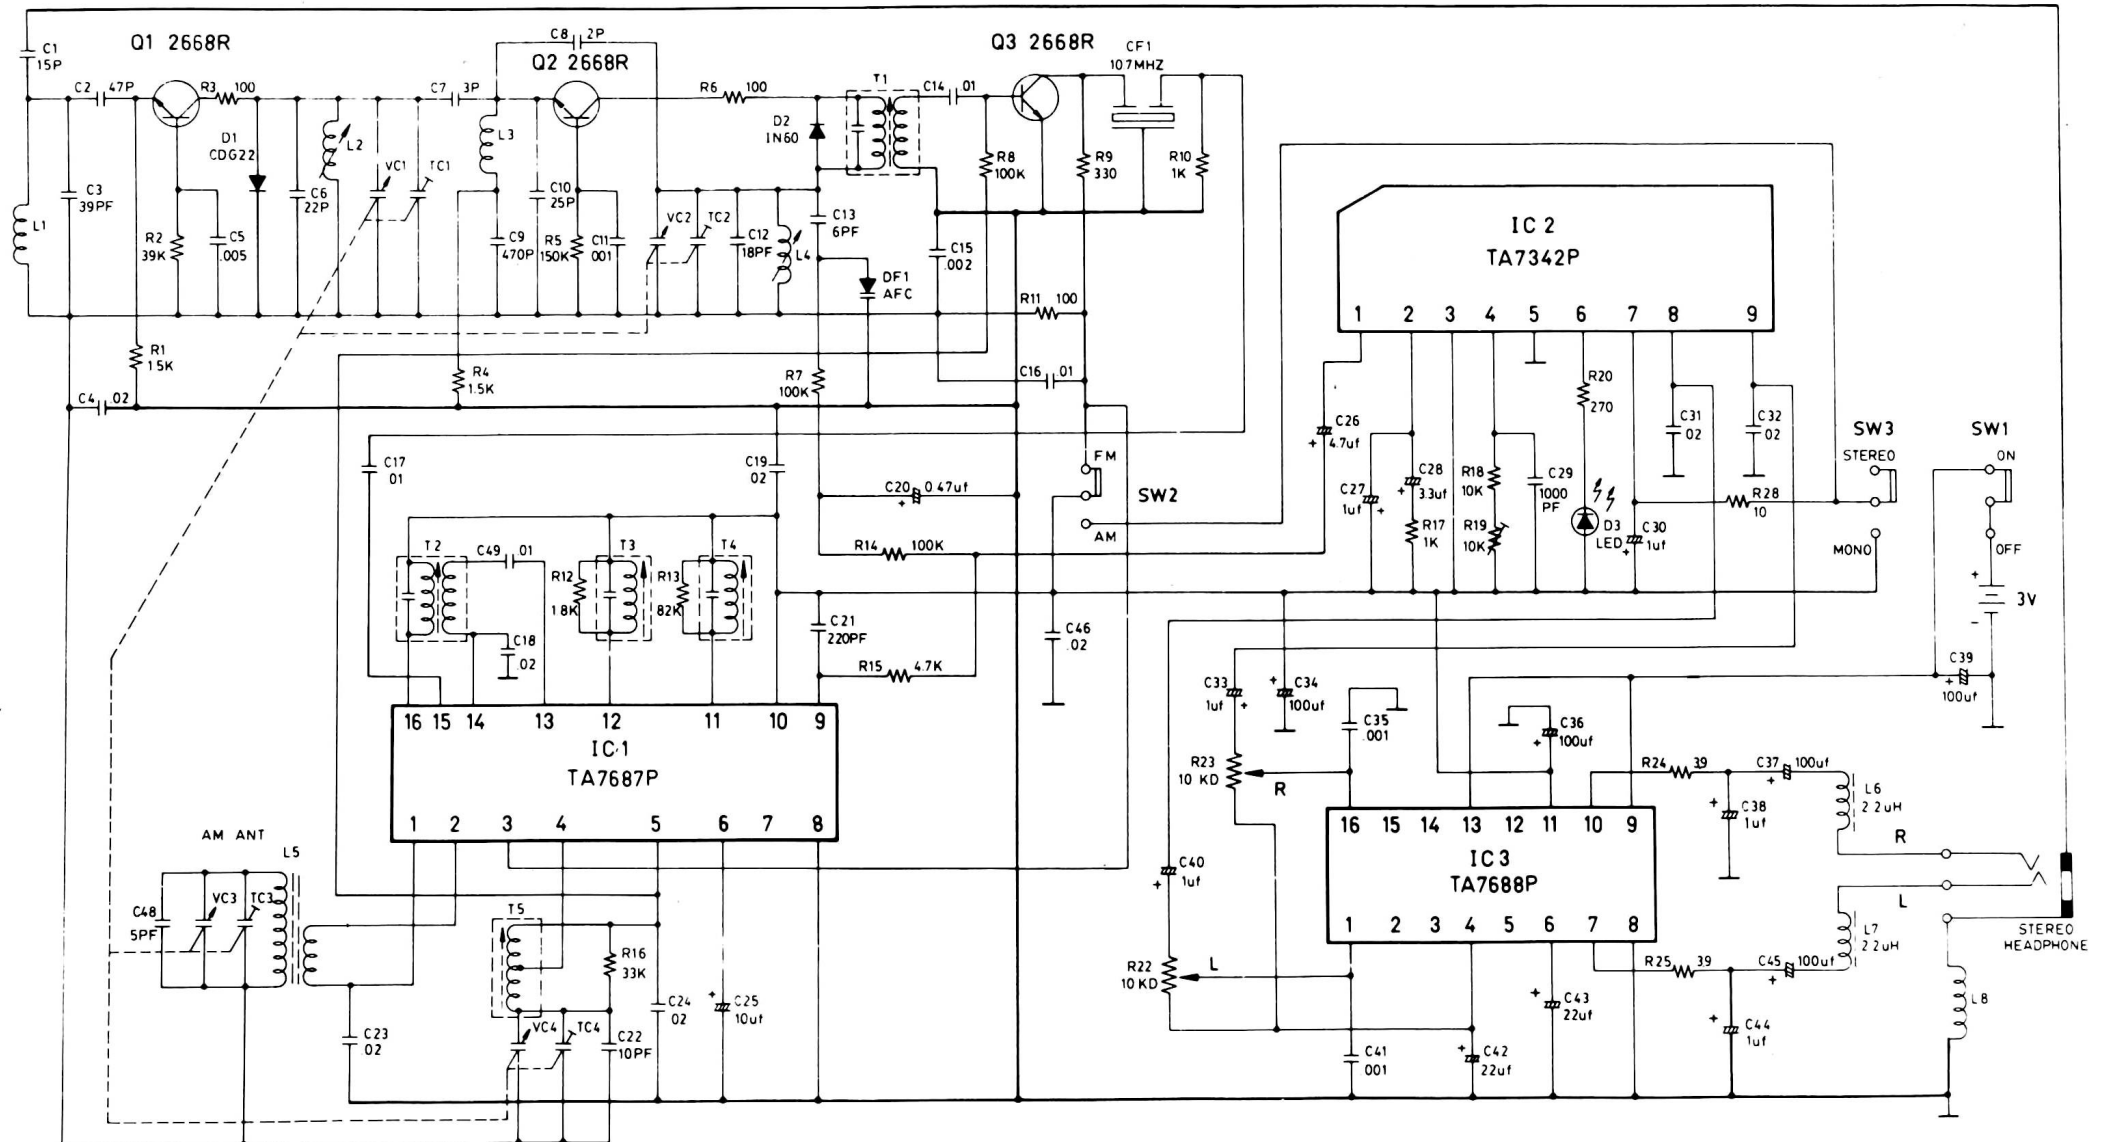 Q1 2668R
Q2 2668R
Q3 2668R
CF1
10.7MHZ
C1
15P
C2 47P
R3 100
C7 3P
C8 2P
R6 100
T1
C14 .01
D1
CDG22
L2
VC1
TC1
L3
D2
IN60
R8
100K
R9
330
R10
1K
C3
39PF
C6
22P
C10
25P
L1
R2
39K
C5
.005
C9
470P
R5
150K
C11
001
VC2
TC2
C12
18PF
L4
C13
6PF
C15
.002
DF1
AFC
R11 100
R1
15K
R4
1.5K
R7
100K
C16 01
C4 .02
IC 2
TA7342P
1 2 3 4 5 6 7 8 9
R20
270
C26
4.7uf
+
C31
02
C32
02
C17
01
C19
02
C20 0.47uf
+
FM
SW2
AM
C27
1uf
+
C28
3.3uf
+
R17
1K
R18
10K
R19
10K
C29
1000
PF
D3
LED
C30
1uf
+
R28
10
SW3
STEREO
MONO
SW1
ON
OFF
+
3V
-
R14 100K
T2
C49 .01
T3
T4
R12
1 8K
R13
82K
C18
.02
C21
220PF
C46
.02
R15 4.7K
C39
+
100uf
C33
1uf
+
C34
+
100uf
C35
.001
C36
+
100uf
16 15 14 13 12 11 10 9
IC 1
TA7687P
1 2 3 4 5 6 7 8
R23
10 KD
R
R24 39
C37 100uf
+
C38
+
1uf
L6
2 2uH
R
16 15 14 13 12 11 10 9
IC 3
TA7688P
1 2 3 4 5 6 7 8
AM ANT
L5
C40
1uf
+
C48
5PF
VC3
TC3
T5
R16
33K
L
STEREO
HEADPHONE
L7
2 2uH
R22
10 KD
L
R25 39
C45 100uf
+
C23
.02
VC4
TC4
C22
10PF
C24
02
C25
+
10uf
C43
+
22uf
C44
+
1uf
L8
C41
001
C42
+
22uf